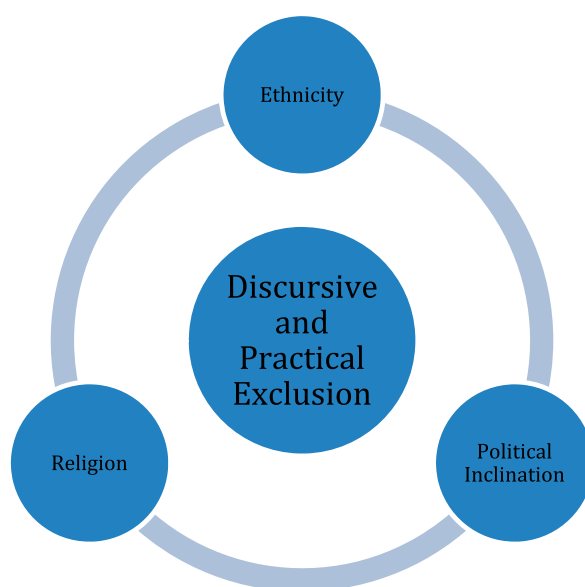 Ethnicity
Discursive
and
Practical
Exclusion
Religion
Political
Inclination